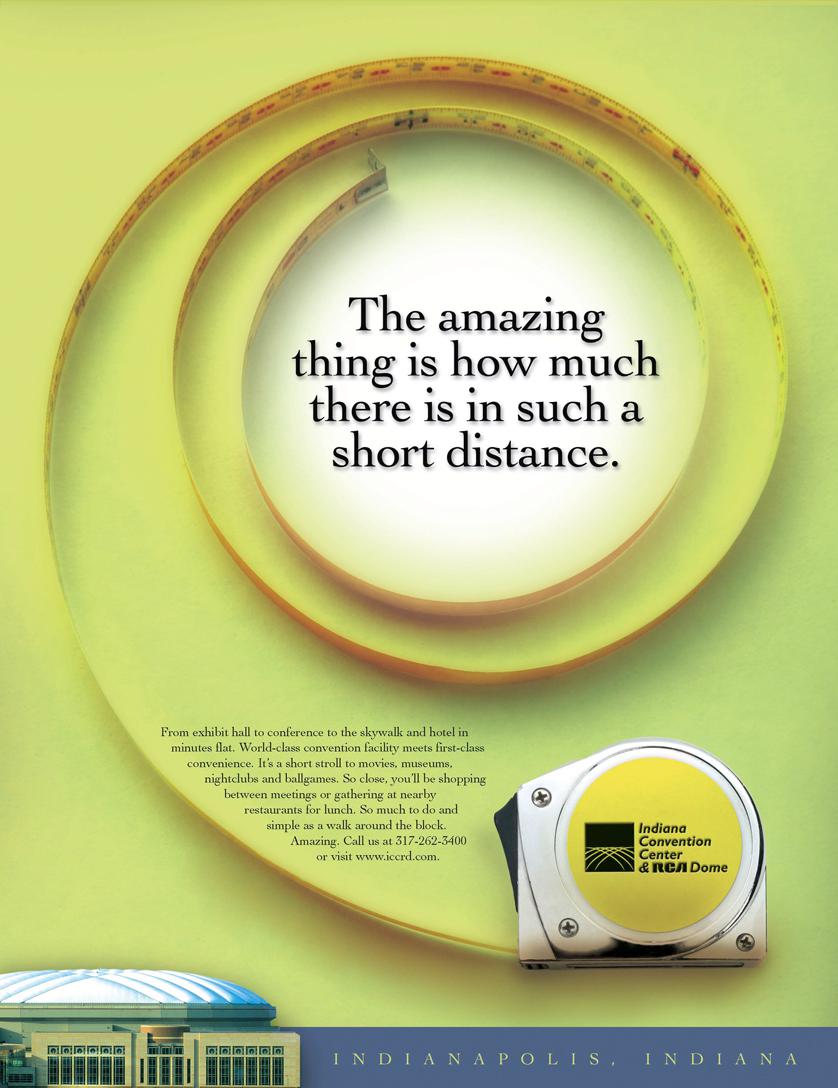 The amazing
thing is how much
there is in such a
short distance.
From exhibit hall to conference to the skywalk and hotel in
minutes flat. World-class convention facility meets first-class
convenience. It's a short stroll to movies, museums,
nightclubs and ballgames. So close, you'll be shopping
between meetings or gathering at nearby
restaurants for lunch. So much to do and
simple as a walk around the block.
Amazing. Call us at 317-262-3400
or visit www.iccrd.com.
Indiana
Convention
Center
& RCA Dome
INDIANAPOLIS, INDIANA